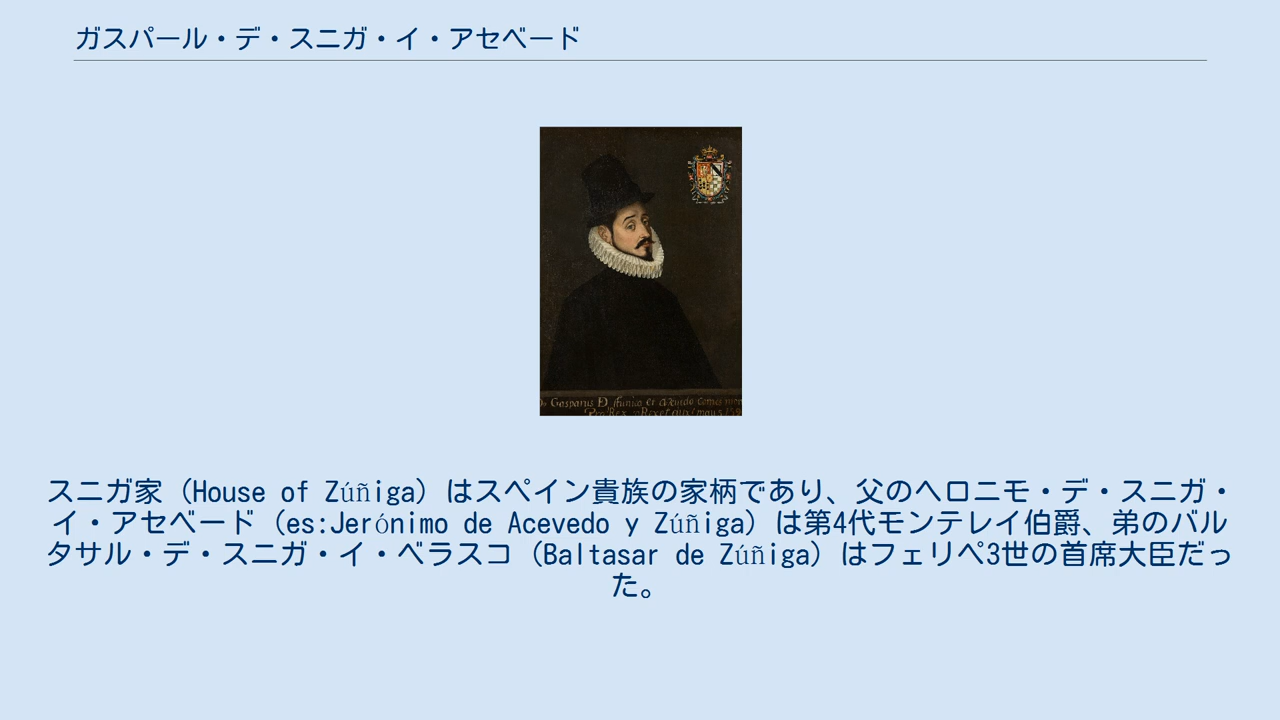 ガスパール・デ・スニガ・イ・アセベード
Gasparus
スニガ家（House of Zúñiga）はスペイン貴族の家柄であり、父のヘロニモ・デ・スニガ・
イ・アセベード（es:Jerónimo de Acevedo y Zúñiga）は第4代モンテレイ伯爵、弟のバル
タサル・デ・スニガ・イ・ベラスコ（Baltasar de Zúñiga）はフェリペ3世の首席大臣だっ
た。